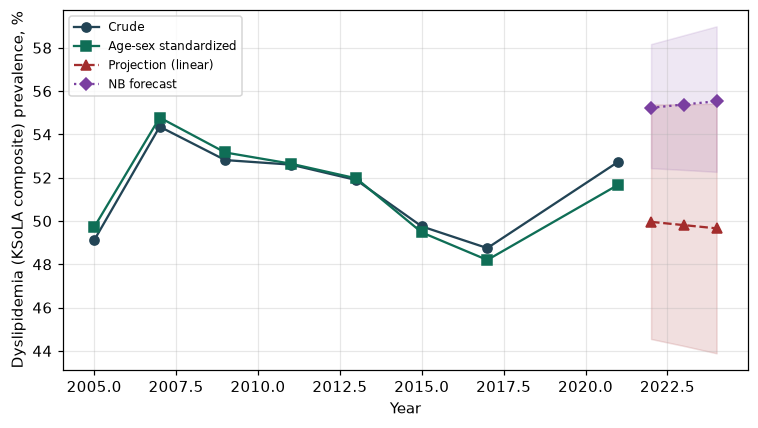 Crude
Age-sex standardized
Projection (linear)
NB forecast
Dyslipidemia (KSoLA composite) prevalence, %
58
56
54
52
50
48
46
44
2005.0 2007.5 2010.0 2012.5 2015.0 2017.5 2020.0 2022.5
Year